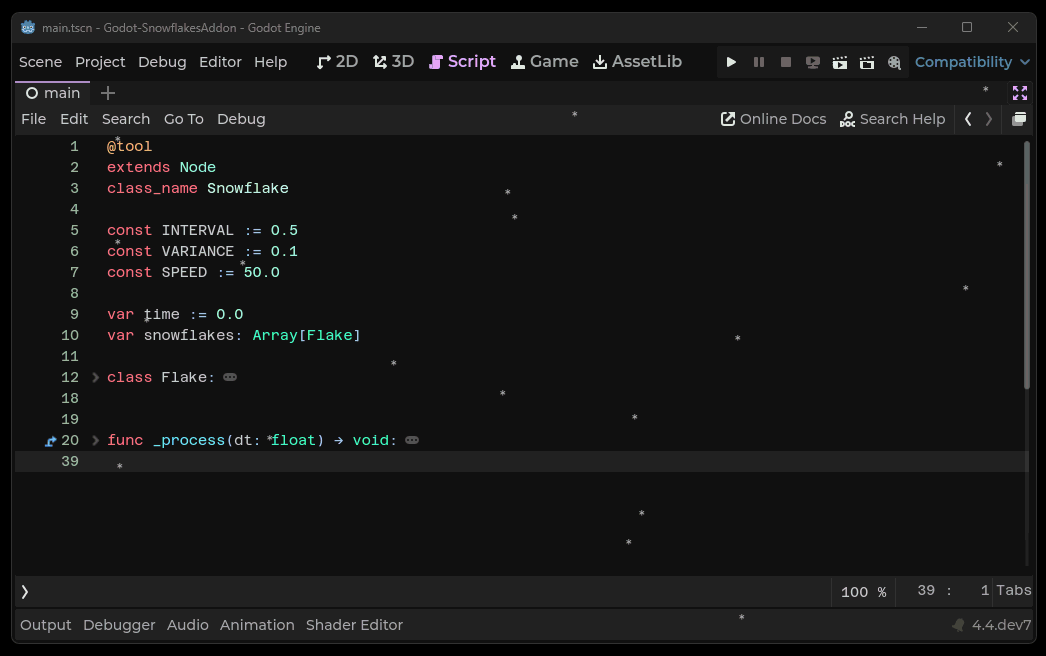 main.tscn - Godot-SnowflakesAddon - Godot Engine
Scene Project Debug Editor Help 2D 3D Script Game AssetLib Compatibility
main
File Edit Search Go To Debug Online Docs Search Help
1 @tool
2 extends Node
3 class_name Snowflake
4
5 const INTERVAL := 0.5
6 const VARIANCE := 0.1
7 const SPEED := 50.0
8
9 var time := 0.0
10 var snowflakes: Array[Flake]
11
12 class Flake:
18
19
20 func _process(dt: float) → void:
39
100 % 39 : 1 Tabs
Output Debugger Audio Animation Shader Editor 4.4.dev7